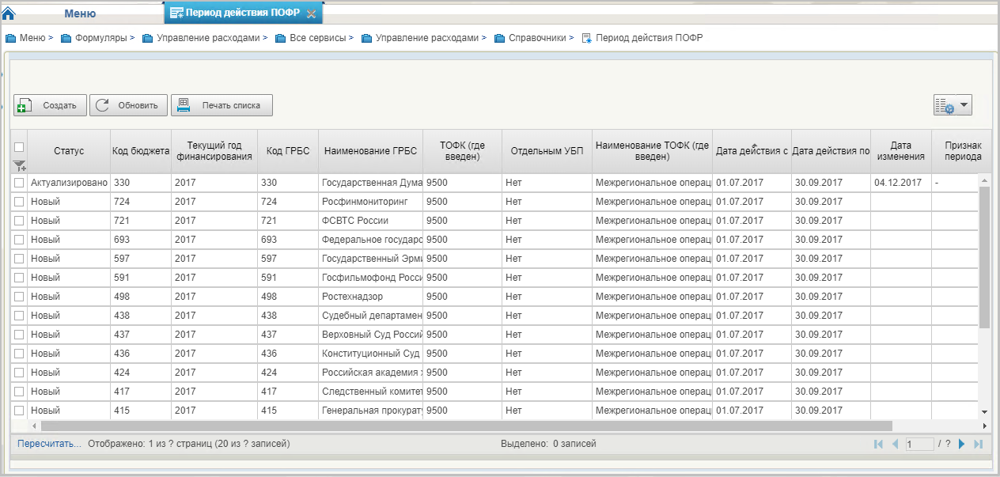 Меню Период действия ПОФР
Меню > Формуляры > Управление расходами > Все сервисы > Управление расходами > Справочники > Период действия ПОФР
Создать Обновить Печать списка
Статус Код бюджета Текущий год финансирования Код ГРБС Наименование ГРБС ТОФК (где введен) Отдельным УБП Наименование ТОФК (где введен) Дата действия с Дата действия по Дата изменения Признак периода
Актуализировано 330 2017 330 Государственная Дума 9500 Нет Межрегиональное операц 01.07.2017 30.09.2017 04.12.2017 -
Новый 724 2017 724 Росфинмониторинг 9500 Нет Межрегиональное операц 01.07.2017 30.09.2017
Новый 721 2017 721 ФСВТС России 9500 Нет Межрегиональное операц 01.07.2017 30.09.2017
Новый 693 2017 693 Федеральное государс 9500 Нет Межрегиональное операц 01.07.2017 30.09.2017
Новый 597 2017 597 Государственный Эрми 9500 Нет Межрегиональное операц 01.07.2017 30.09.2017
Новый 591 2017 591 Госфильмофонд Росси 9500 Нет Межрегиональное операц 01.07.2017 30.09.2017
Новый 498 2017 498 Ростехнадзор 9500 Нет Межрегиональное операц 01.07.2017 30.09.2017
Новый 438 2017 438 Судебный департамен 9500 Нет Межрегиональное операц 01.07.2017 30.09.2017
Новый 437 2017 437 Верховный Суд Россий 9500 Нет Межрегиональное операц 01.07.2017 30.09.2017
Новый 436 2017 436 Конституционный Суд 9500 Нет Межрегиональное операц 01.07.2017 30.09.2017
Новый 424 2017 424 Российская академия х 9500 Нет Межрегиональное операц 01.07.2017 30.09.2017
Новый 417 2017 417 Следственный комитет 9500 Нет Межрегиональное операц 01.07.2017 30.09.2017
Новый 415 2017 415 Генеральная прокурату 9500 Нет Межрегиональное операц 01.07.2017 30.09.2017
Пересчитать... Отображено: 1 из ? страниц (20 из ? записей) Выделено: 0 записей 1 / ?